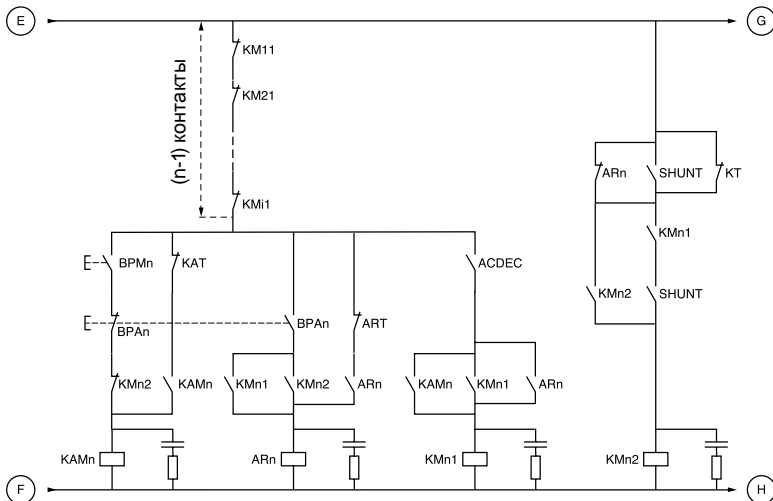 E
G
KM11
KM21
(n-1) контакты
KMi1
ARn
SHUNT
KT
KMn1
BPMn
KAT
ACDEC
KMn2
SHUNT
BPAn
BPAn
ART
KMn2
KAMn
KMn1
KMn2
ARn
KAMn
KMn1
ARn
KAMn
ARn
KMn1
KMn2
F
H